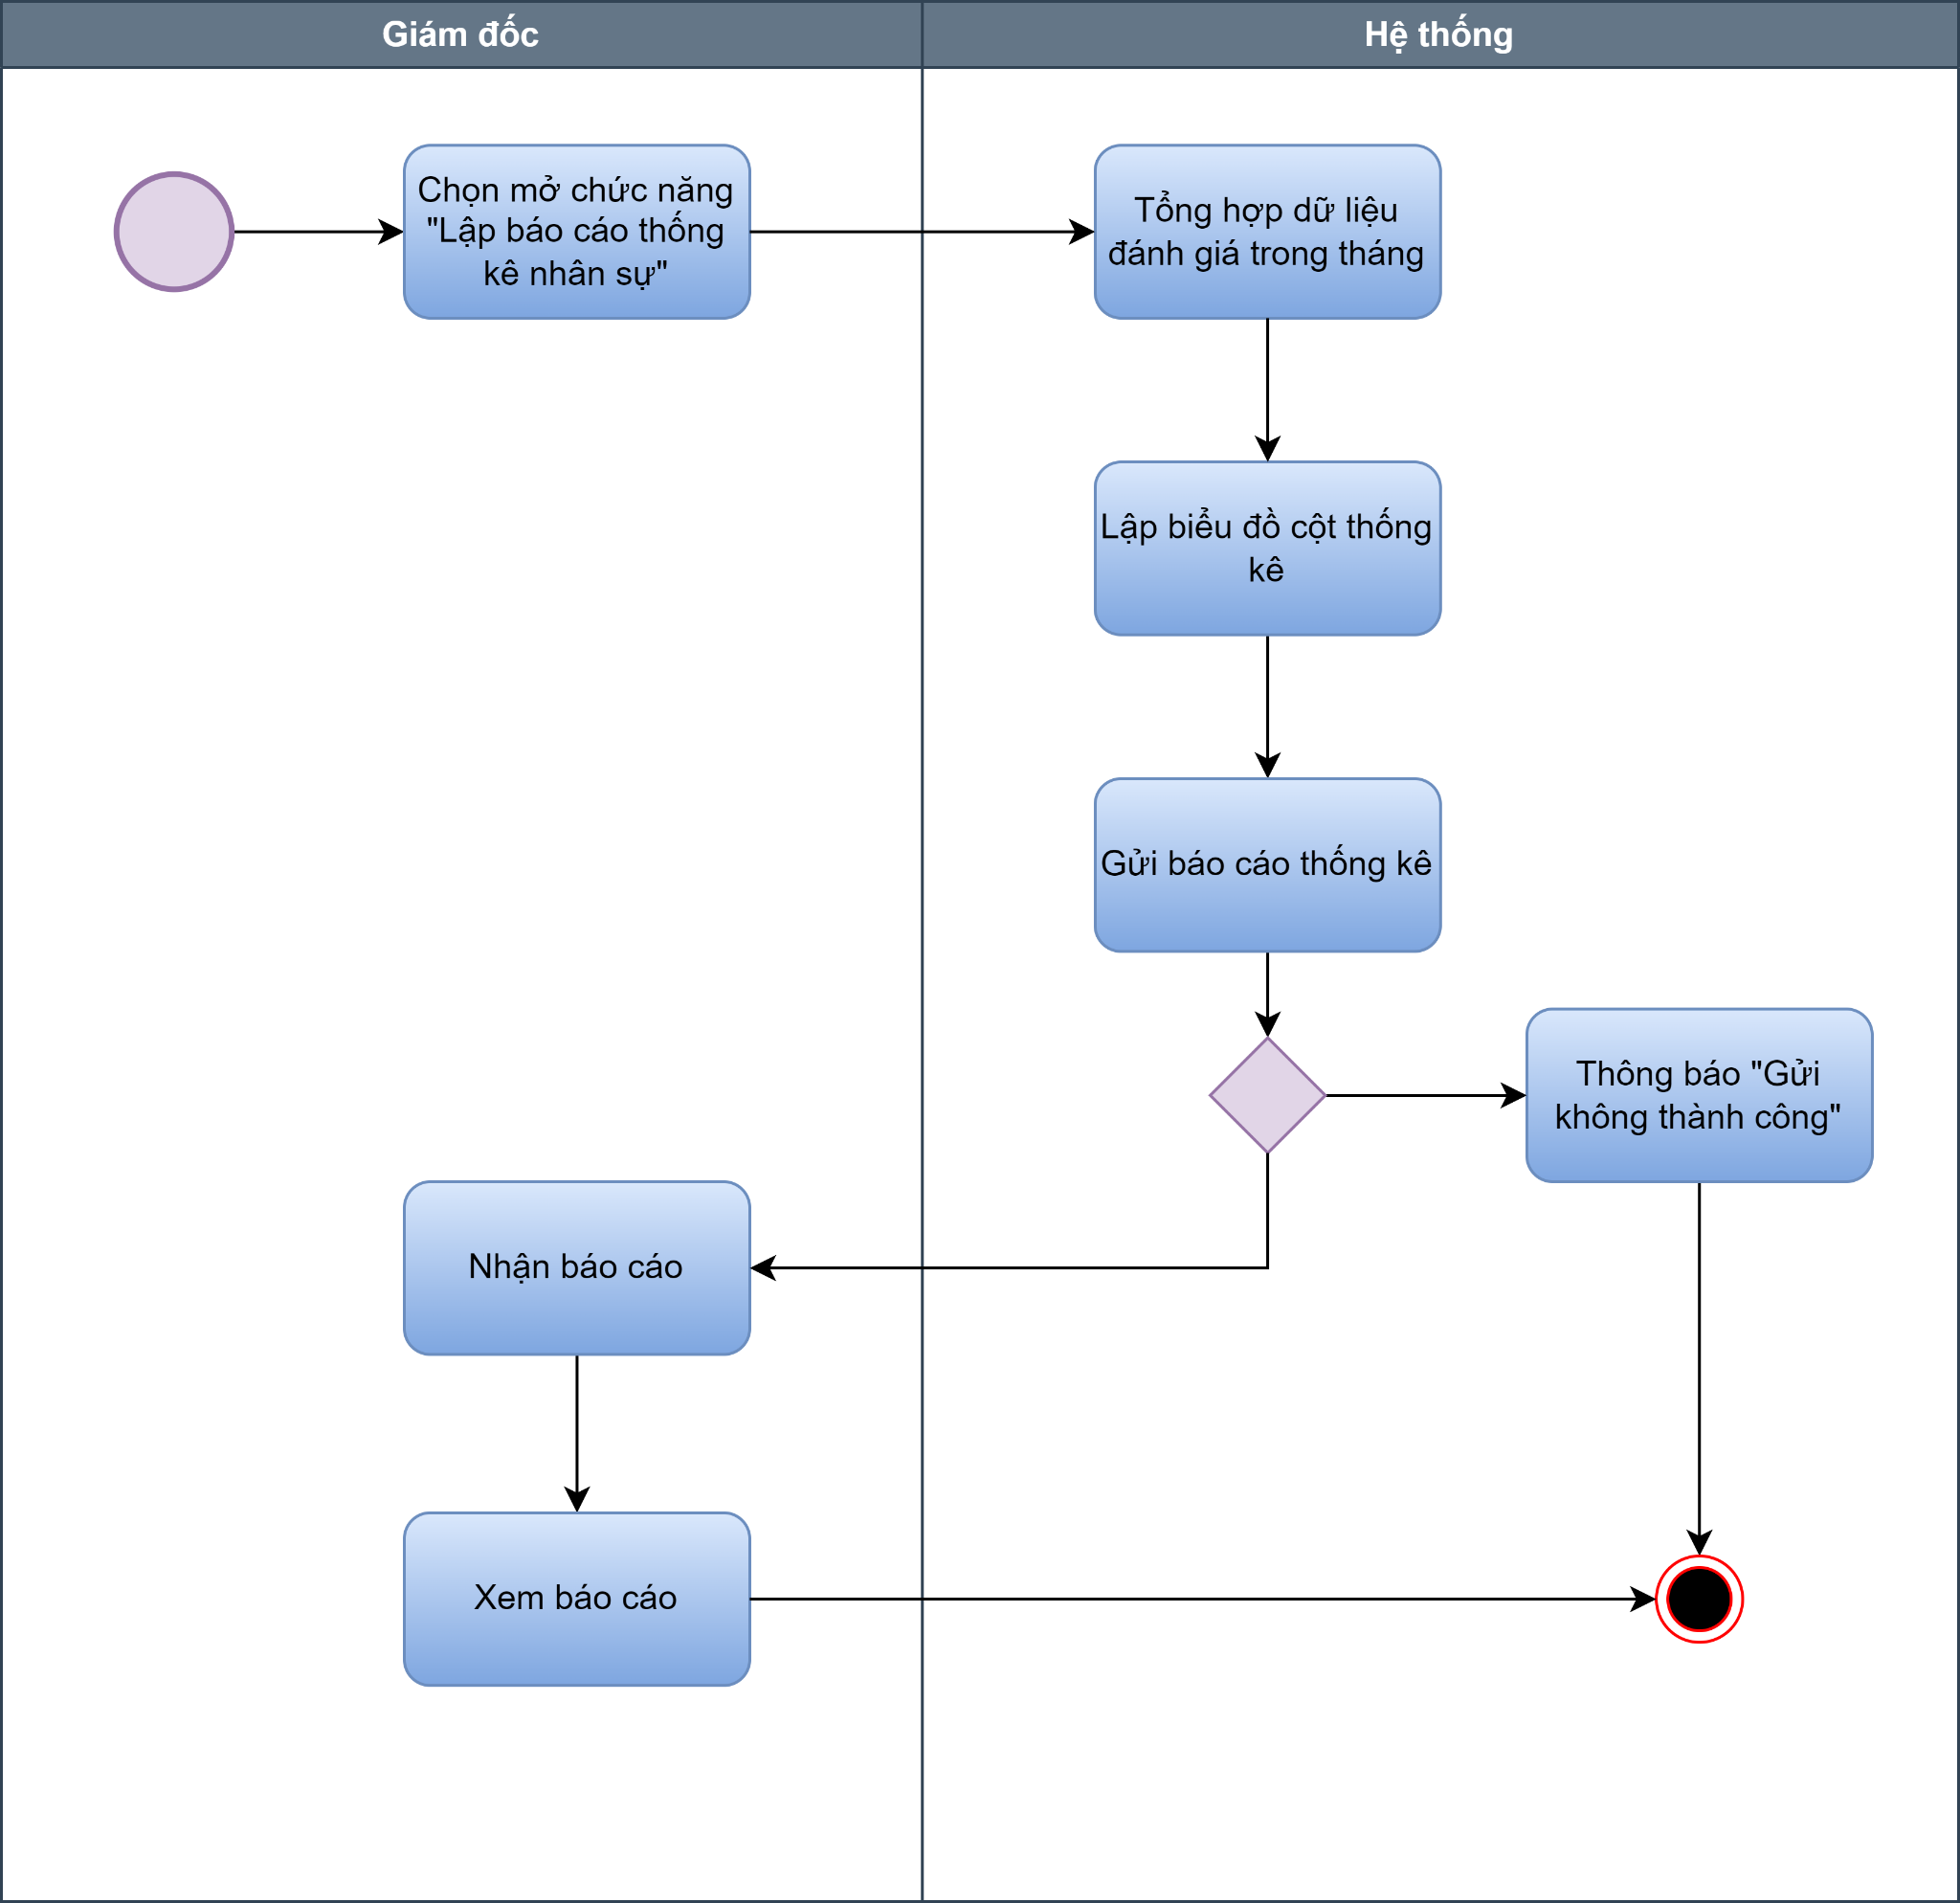 Giám đốc
Hệ thống
Chọn mở chức năng
"Lập báo cáo thống
kê nhân sự"
Tổng hợp dữ liệu
đánh giá trong tháng
Lập biểu đồ cột thống
kê
Gửi báo cáo thống kê
Thông báo "Gửi
không thành công"
Nhận báo cáo
Xem báo cáo